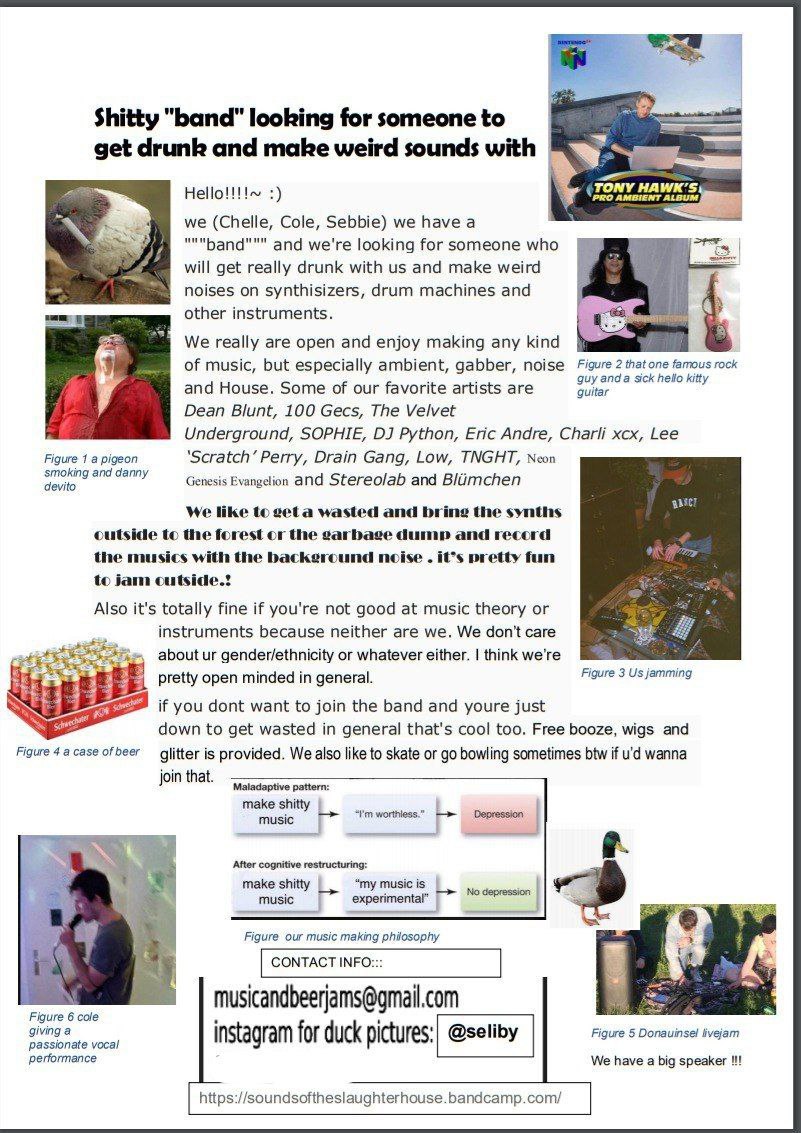 Shitty "band" looking for someone to
get drunk and make weird sounds with
NINTENDO 64
TONY HAWK'S
PRO AMBIENT ALBUM
Hello!!!!~ :)
we (Chelle, Cole, Sebbie) we have a
"""band""" and we're looking for someone who
will get really drunk with us and make weird
noises on synthisizers, drum machines and
other instruments.
We really are open and enjoy making any kind
of music, but especially ambient, gabber, noise
and House. Some of our favorite artists are
Dean Blunt, 100 Gecs, The Velvet
Underground, SOPHIE, DJ Python, Eric Andre, Charli xcx, Lee
‘Scratch’ Perry, Drain Gang, Low, TNGHT, Neon
Genesis Evangelion and Stereolab and Blümchen
Figure 1 a pigeon
smoking and danny
devito
Squier
HELLO KITTY
Figure 2 that one famous rock
guy and a sick hello kitty
guitar
We like to get a wasted and bring the synths
outside to the forest or the garbage dump and record
the musics with the background noise . it’s pretty fun
to jam outside.!
Also it's totally fine if you're not good at music theory or
instruments because neither are we. We don’t care
about ur gender/ethnicity or whatever either. I think we’re
pretty open minded in general.
if you dont want to join the band and youre just
down to get wasted in general that's cool too. Free booze, wigs and
glitter is provided. We also like to skate or go bowling sometimes btw if u’d wanna
join that.
RANCH
Figure 3 Us jamming
Schwechater
Schwechater
Figure 4 a case of beer
Maladaptive pattern:
make shitty
music
“I’m worthless.”
Depression
After cognitive restructuring:
make shitty
music
“my music is
experimental”
No depression
Figure our music making philosophy
CONTACT INFO:::
musicandbeerjams@gmail.com
instagram for duck pictures: @seliby
https://soundsoftheslaughterhouse.bandcamp.com/
Figure 6 cole
giving a
passionate vocal
performance
Figure 5 Donauinsel livejam
We have a big speaker !!!